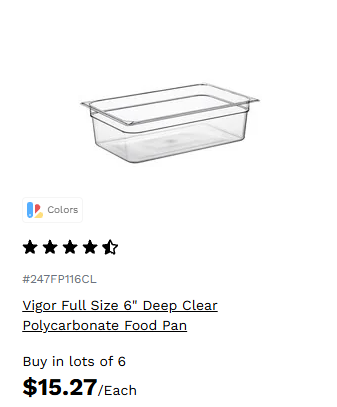 Colors
#247FP116CL
Vigor Full Size 6" Deep Clear
Polycarbonate Food Pan
Buy in lots of 6
$15.27/Each